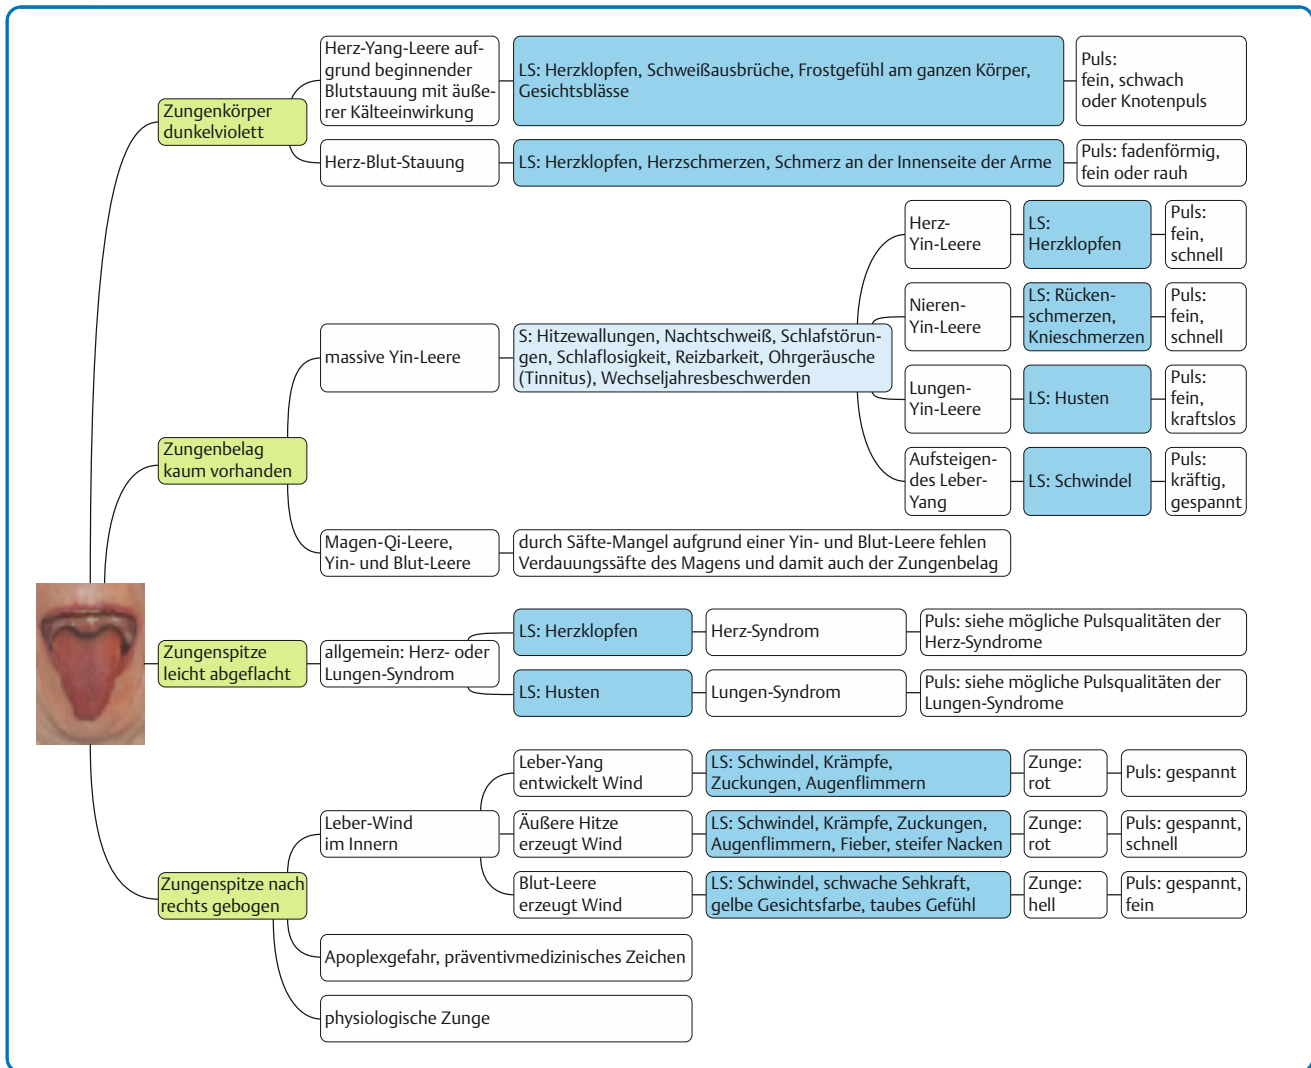 Zungenkörper
dunkelviolett
Herz-Yang-Leere auf-
grund beginnender
Blutstauung mit äuße-
rer Kälteeinwirkung
LS: Herzklopfen, Schweißausbrüche, Frostgefühl am ganzen Körper,
Gesichtsblässe
Puls:
fein, schwach
oder Knotenpuls
Herz-Blut-Stauung
LS: Herzklopfen, Herzschmerzen, Schmerz an der Innenseite der Arme
Puls: fadenförmig,
fein oder rauh
Zungenbelag
kaum vorhanden
massive Yin-Leere
S: Hitzewallungen, Nachtschweiß, Schlafstörun-
gen, Schlaflosigkeit, Reizbarkeit, Ohrgeräusche
(Tinnitus), Wechseljahresbeschwerden
Herz-
Yin-Leere
LS:
Herzklopfen
Puls:
fein,
schnell
Nieren-
Yin-Leere
LS: Rücken-
schmerzen,
Knieschmerzen
Puls:
fein,
schnell
Lungen-
Yin-Leere
LS: Husten
Puls:
fein,
kraftslos
Aufsteigen-
des Leber-
Yang
LS: Schwindel
Puls:
kräftig,
gespannt
Magen-Qi-Leere,
Yin- und Blut-Leere
durch Säfte-Mangel aufgrund einer Yin- und Blut-Leere fehlen
Verdauungssäfte des Magens und damit auch der Zungenbelag
Zungenspitze
leicht abgeflacht
allgemein: Herz- oder
Lungen-Syndrom
LS: Herzklopfen
Herz-Syndrom
Puls: siehe mögliche Pulsqualitäten der
Herz-Syndrome
LS: Husten
Lungen-Syndrom
Puls: siehe mögliche Pulsqualitäten der
Lungen-Syndrome
Zungenspitze nach
rechts gebogen
Leber-Wind
im Innern
Leber-Yang
entwickelt Wind
LS: Schwindel, Krämpfe,
Zuckungen, Augenflimmern
Zunge:
rot
Puls: gespannt
Äußere Hitze
erzeugt Wind
LS: Schwindel, Krämpfe, Zuckungen,
Augenflimmern, Fieber, steifer Nacken
Zunge:
rot
Puls: gespannt,
schnell
Blut-Leere
erzeugt Wind
LS: Schwindel, schwache Sehkraft,
gelbe Gesichtsfarbe, taubes Gefühl
Zunge:
hell
Puls: gespannt,
fein
Apoplexgefahr, präventivmedizinisches Zeichen
physiologische Zunge